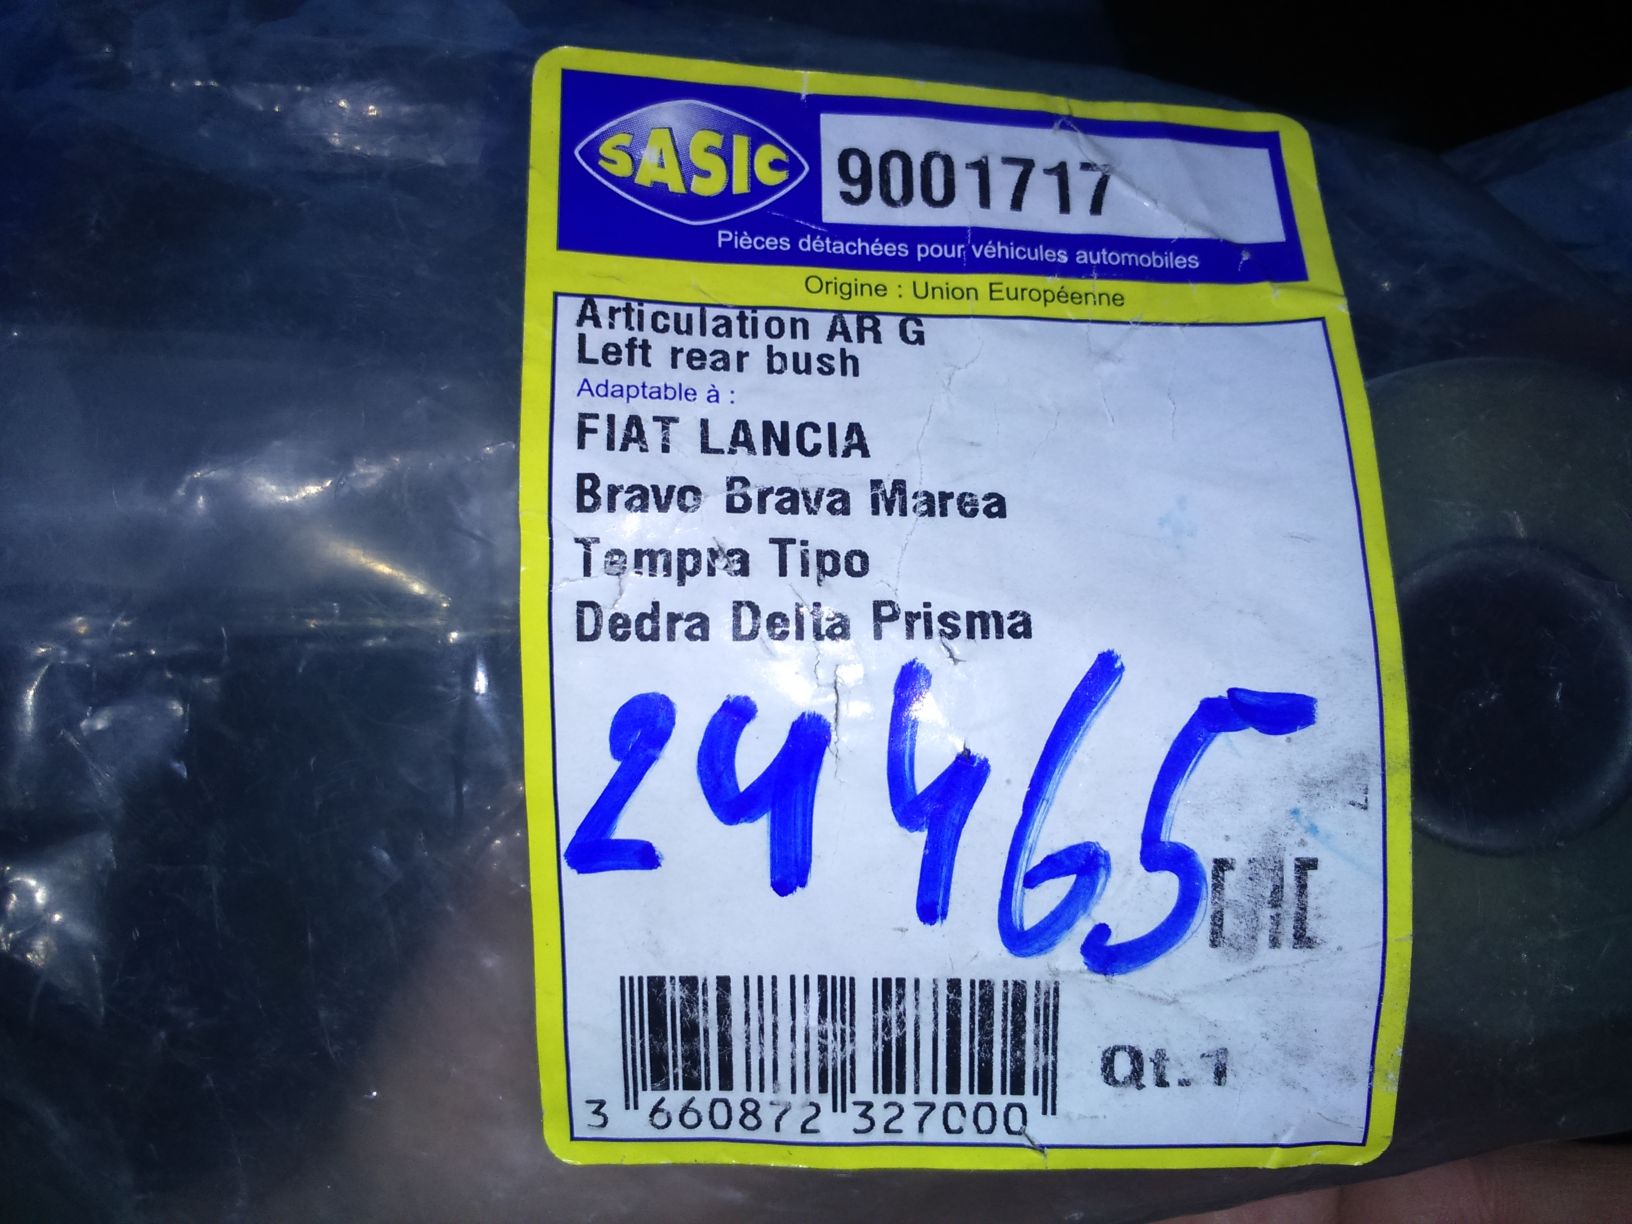 SASIC 9001717
Pièces détachées pour véhicules automobiles
Origine : Union Européenne
Articulation AR G
Left rear bush
Adaptable à :
FIAT LANCIA
Bravo Brava Marea
Tempra Tipo
Dedra Delta Prisma
24465
EAC
Qt.1
3 660872 327000